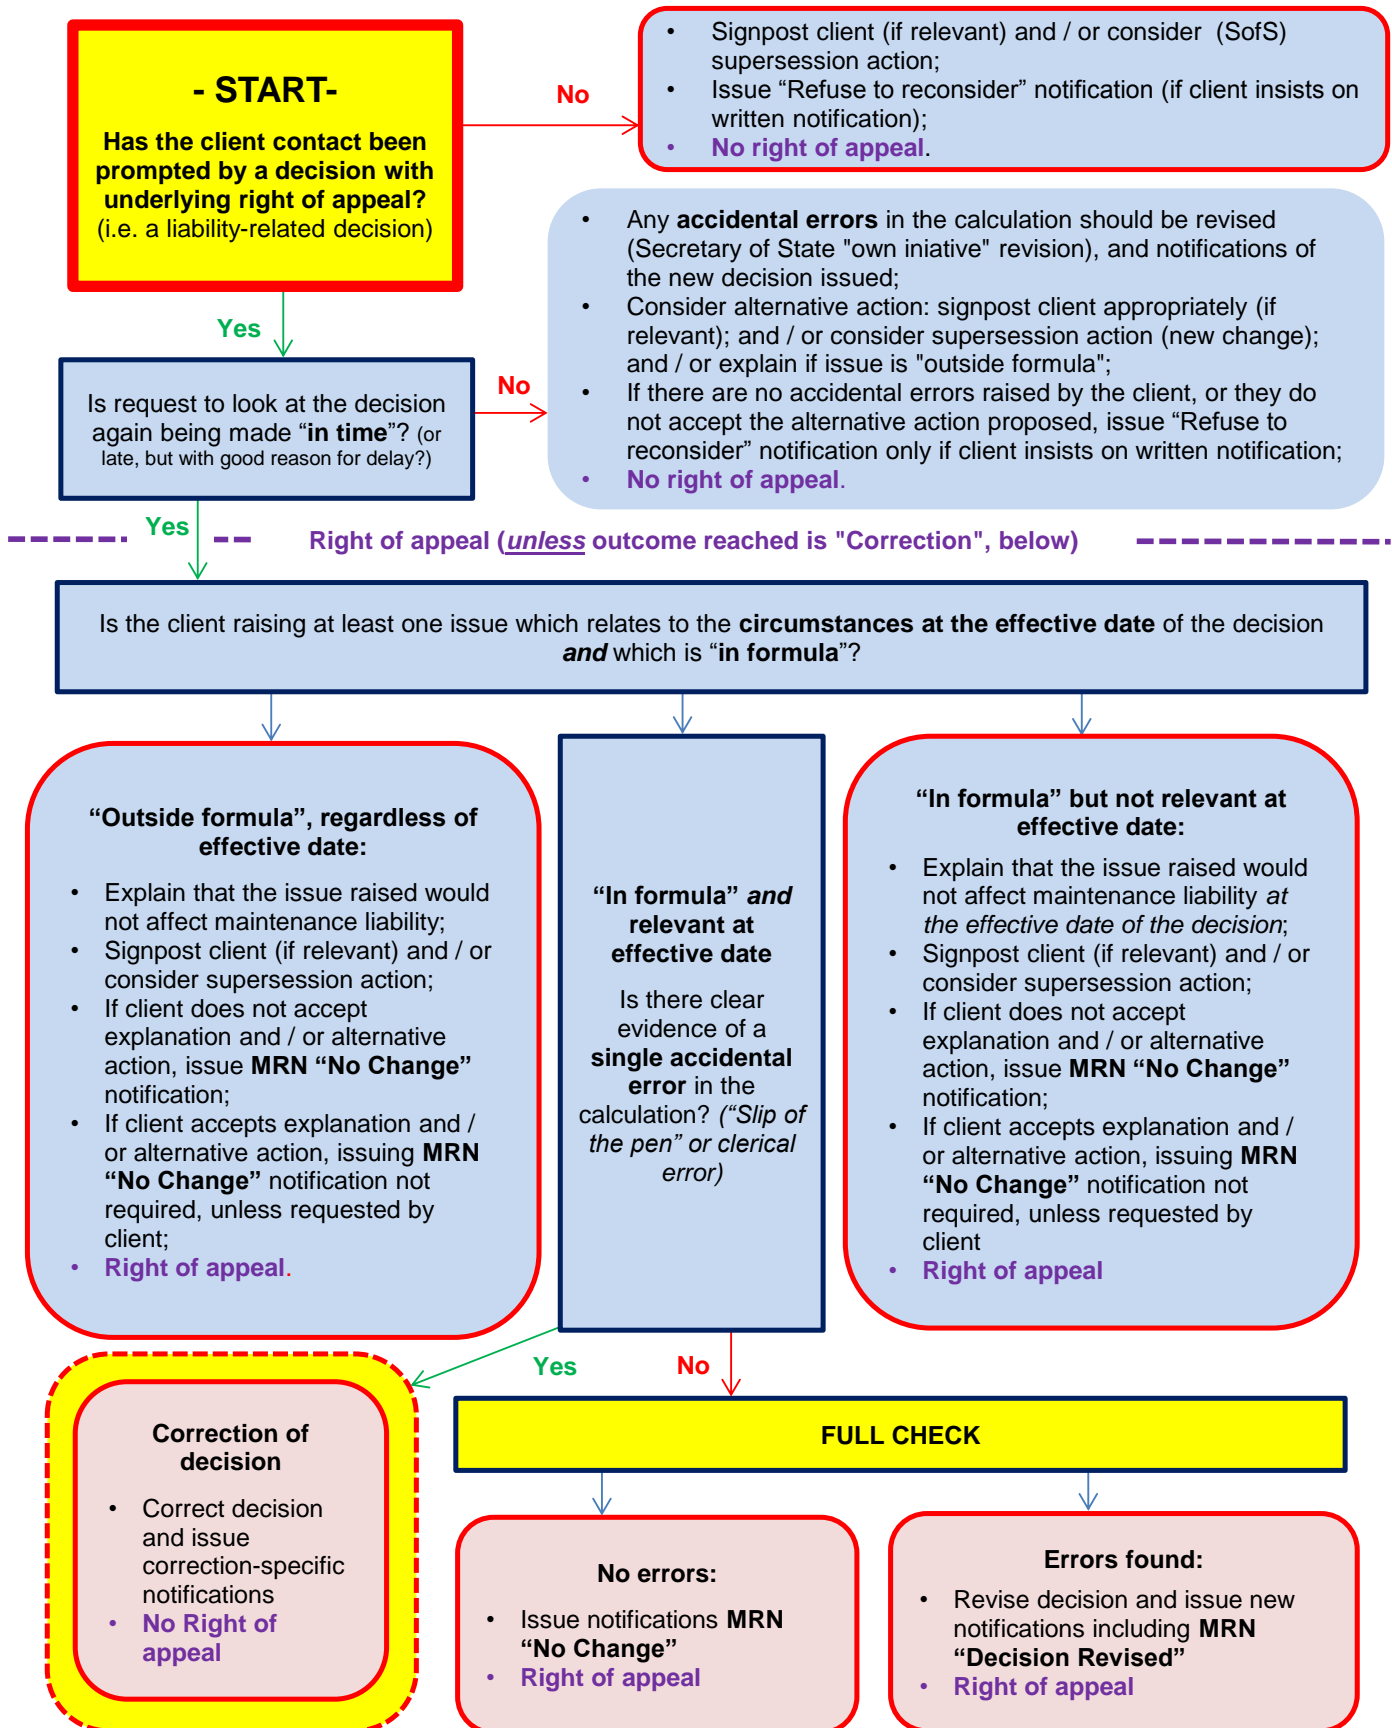 - START-
Has the client contact been
prompted by a decision with
underlying right of appeal?
(i.e. a liability-related decision)
No
• Signpost client (if relevant) and / or consider (SofS)
supersession action;
• Issue “Refuse to reconsider” notification (if client insists on
written notification);
• No right of appeal.
Yes
Is request to look at the decision
again being made “in time”? (or
late, but with good reason for delay?)
No
• Any accidental errors in the calculation should be revised
(Secretary of State "own iniative" revision), and notifications of
the new decision issued;
• Consider alternative action: signpost client appropriately (if
relevant); and / or consider supersession action (new change);
and / or explain if issue is "outside formula";
• If there are no accidental errors raised by the client, or they do
not accept the alternative action proposed, issue “Refuse to
reconsider” notification only if client insists on written notification;
• No right of appeal.
Yes
Right of appeal (unless outcome reached is "Correction", below)
Is the client raising at least one issue which relates to the circumstances at the effective date of the decision
and which is “in formula”?
“Outside formula”, regardless of
effective date:
• Explain that the issue raised would
not affect maintenance liability;
• Signpost client (if relevant) and / or
consider supersession action;
• If client does not accept
explanation and / or alternative
action, issue MRN “No Change”
notification;
• If client accepts explanation and /
or alternative action, issuing MRN
“No Change” notification not
required, unless requested by
client;
• Right of appeal.
“In formula” and
relevant at
effective date
Is there clear
evidence of a
single accidental
error in the
calculation? (“Slip of
the pen” or clerical
error)
“In formula” but not relevant at
effective date:
• Explain that the issue raised would
not affect maintenance liability at
the effective date of the decision;
• Signpost client (if relevant) and / or
consider supersession action;
• If client does not accept
explanation and / or alternative
action, issue MRN “No Change”
notification;
• If client accepts explanation and /
or alternative action, issuing MRN
“No Change” notification not
required, unless requested by
client
• Right of appeal
Yes
No
Correction of
decision
• Correct decision
and issue
correction-specific
notifications
• No Right of
appeal
FULL CHECK
No errors:
• Issue notifications MRN
“No Change”
• Right of appeal
Errors found:
• Revise decision and issue new
notifications including MRN
“Decision Revised”
• Right of appeal